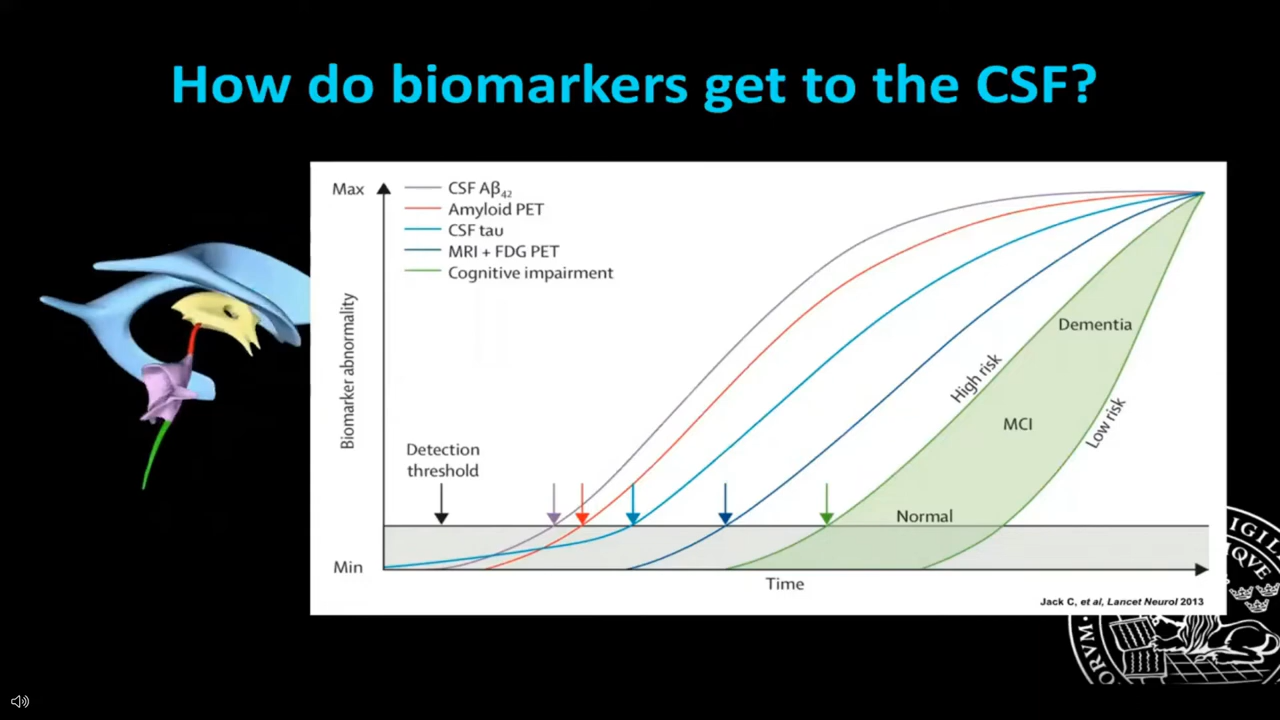 How do biomarkers get to the CSF?
Max
CSF Aβ42
Amyloid PET
CSF tau
MRI + FDG PET
Cognitive impairment
Biomarker abnormality
Dementia
High risk
MCI
Low risk
Detection
threshold
Normal
Min
Time
Jack C, et al, Lancet Neurol 2013